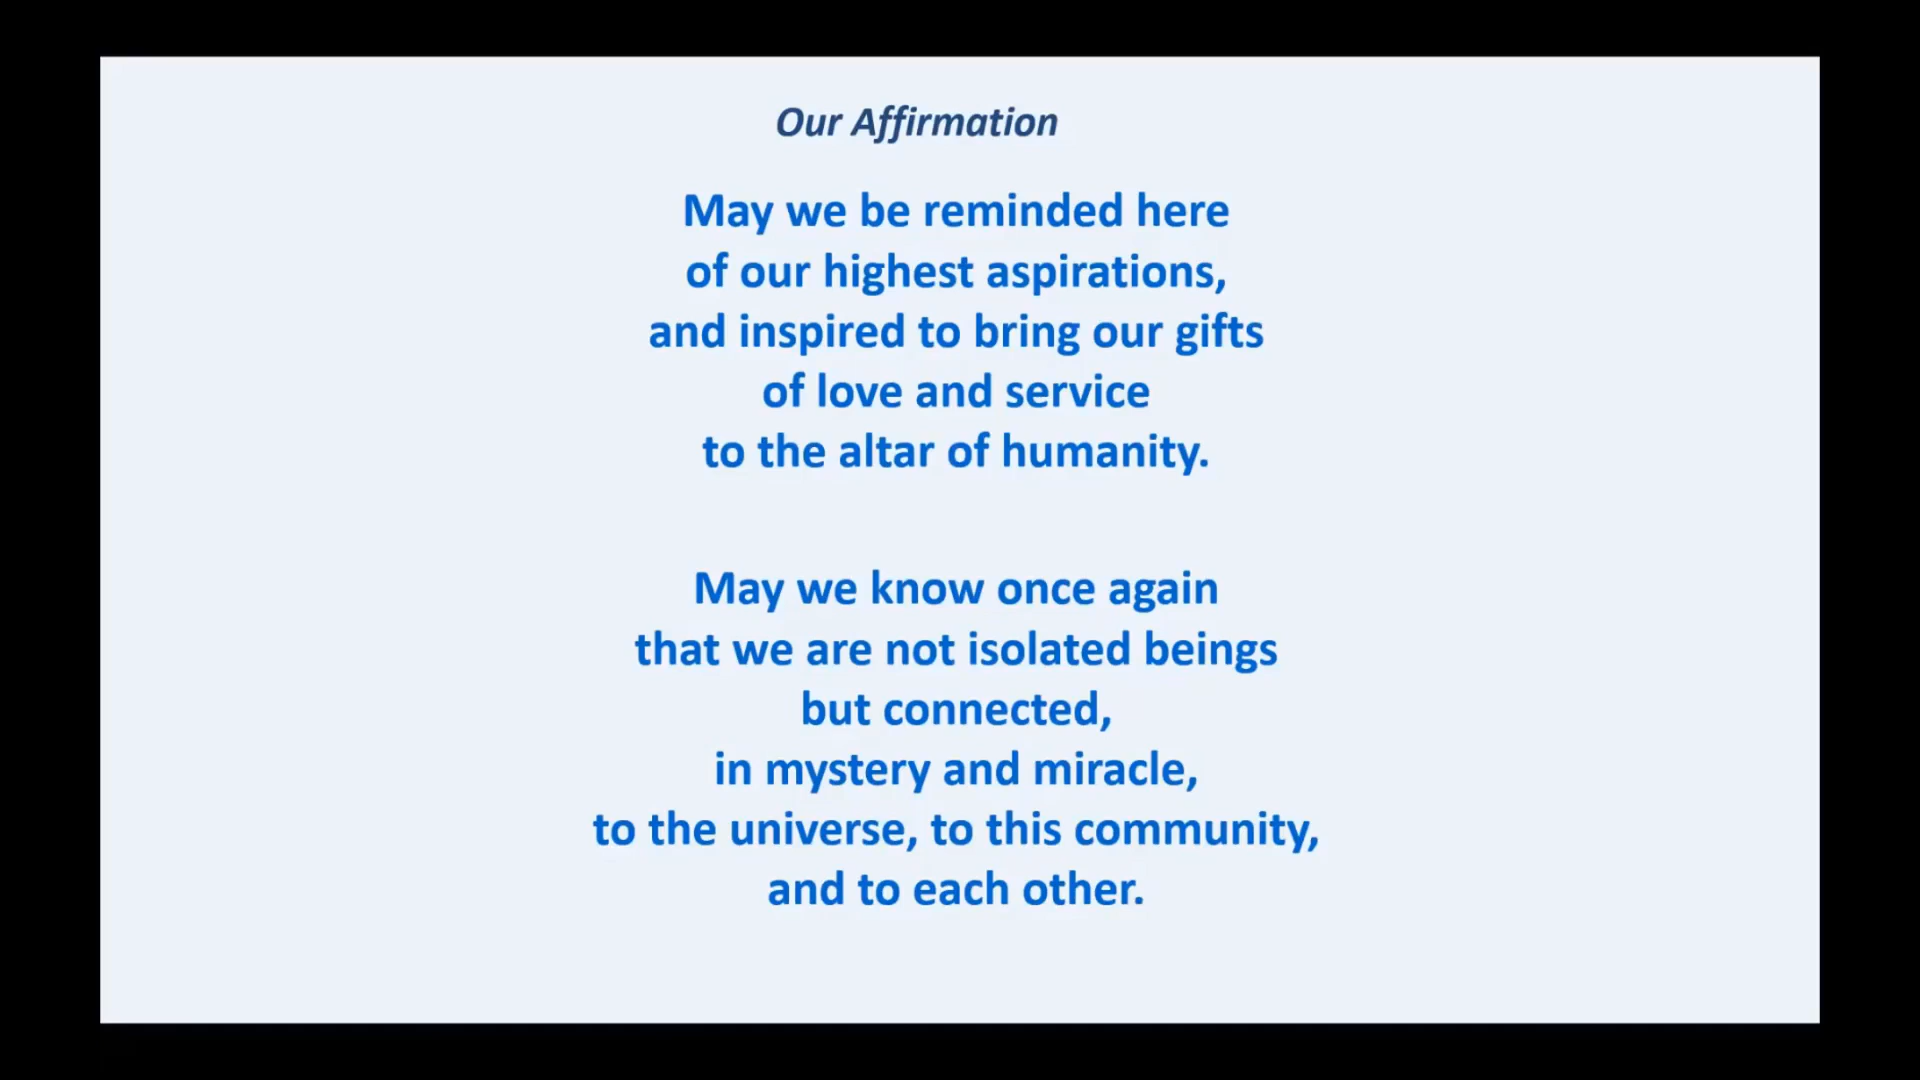 Our Affirmation
May we be reminded here
of our highest aspirations,
and inspired to bring our gifts
of love and service
to the altar of humanity.
May we know once again
that we are not isolated beings
but connected,
in mystery and miracle,
to the universe, to this community,
and to each other.